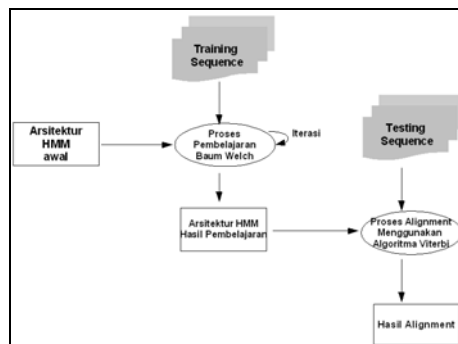 Training
Sequence
Arsitektur
HMM
awal
Proses
Pembelajaran
Baum Welch
Iterasi
Testing
Sequence
Arsitektur HMM
Hasil Pembelajaran
Proses Alignment
Menggunakan
Algoritma Viterbi
Hasil Alignment